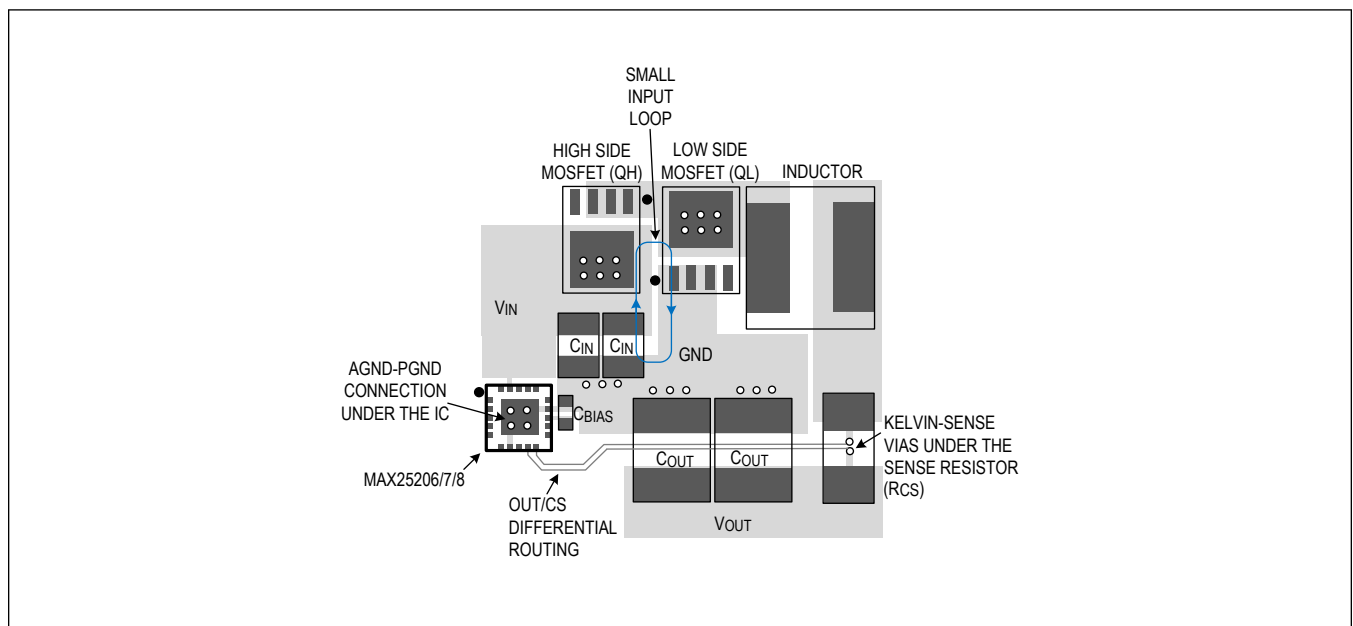 SMALL
INPUT
LOOP
HIGH SIDE
MOSFET (QH)
LOW SIDE
MOSFET (QL)
INDUCTOR
VIN
CIN
CIN
GND
AGND-PGND
CONNECTION
UNDER THE IC
CBIAS
MAX25206/7/8
COUT
COUT
KELVIN-SENSE
VIAS UNDER THE
SENSE RESISTOR
(RCS)
OUT/CS
DIFFERENTIAL
ROUTING
VOUT